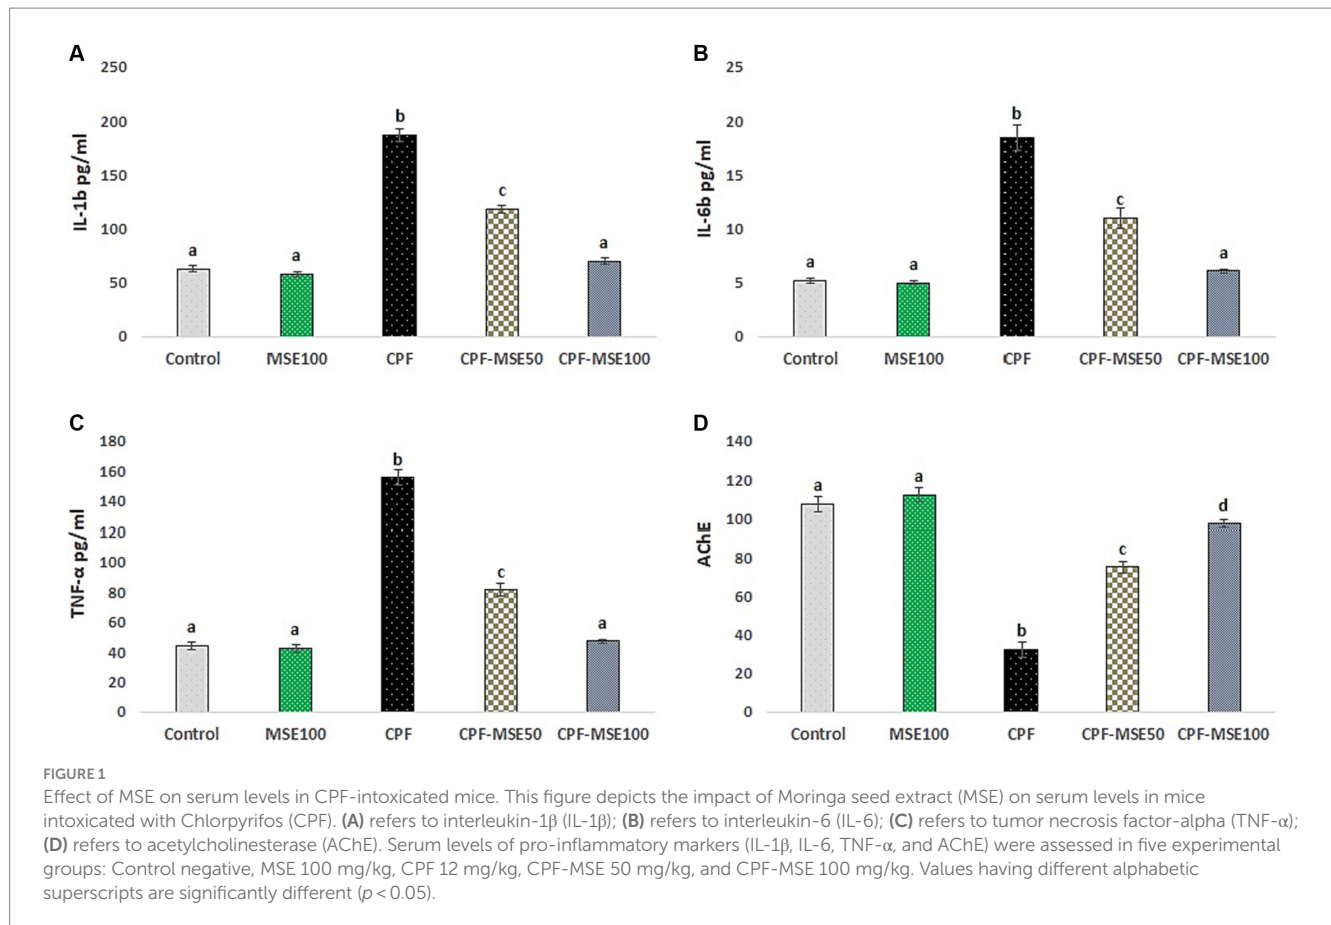 A
250
200
150
100
50
0
IL-1b pg/ml
a
a
b
c
a
Control MSE100 CPF CPF-MSE50 CPF-MSE100
B
25
20
15
10
5
0
IL-6b pg/ml
a
a
b
c
a
Control MSE100 CPF CPF-MSE50 CPF-MSE100
C
180
160
140
120
100
80
60
40
20
0
TNF-α pg/ml
a
a
b
c
a
Control MSE100 CPF CPF-MSE50 CPF-MSE100
D
140
120
100
80
60
40
20
0
AChE
a
a
b
c
d
Control MSE100 CPF CPF-MSE50 CPF-MSE100
FIGURE 1
Effect of MSE on serum levels in CPF-intoxicated mice. This figure depicts the impact of Moringa seed extract (MSE) on serum levels in mice
intoxicated with Chlorpyrifos (CPF). (A) refers to interleukin-1β (IL-1β); (B) refers to interleukin-6 (IL-6); (C) refers to tumor necrosis factor-alpha (TNF-α);
(D) refers to acetylcholinesterase (AChE). Serum levels of pro-inflammatory markers (IL-1β, IL-6, TNF-α, and AChE) were assessed in five experimental
groups: Control negative, MSE 100 mg/kg, CPF 12 mg/kg, CPF-MSE 50 mg/kg, and CPF-MSE 100 mg/kg. Values having different alphabetic
superscripts are significantly different (p < 0.05).